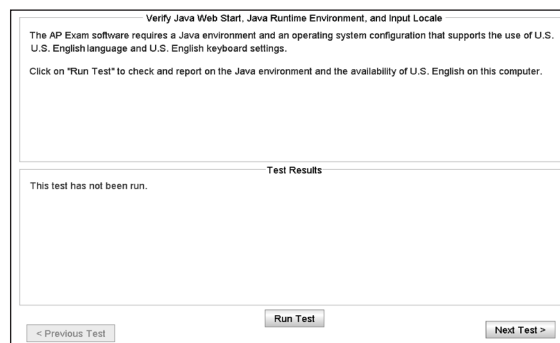 Verify Java Web Start, Java Runtime Environment, and Input Locale
The AP Exam software requires a Java environment and an operating system configuration that supports the use of U.S.
U.S. English language and U.S. English keyboard settings.
Click on "Run Test" to check and report on the Java environment and the availability of U.S. English on this computer.
Test Results
This test has not been run.
Run Test
< Previous Test
Next Test >